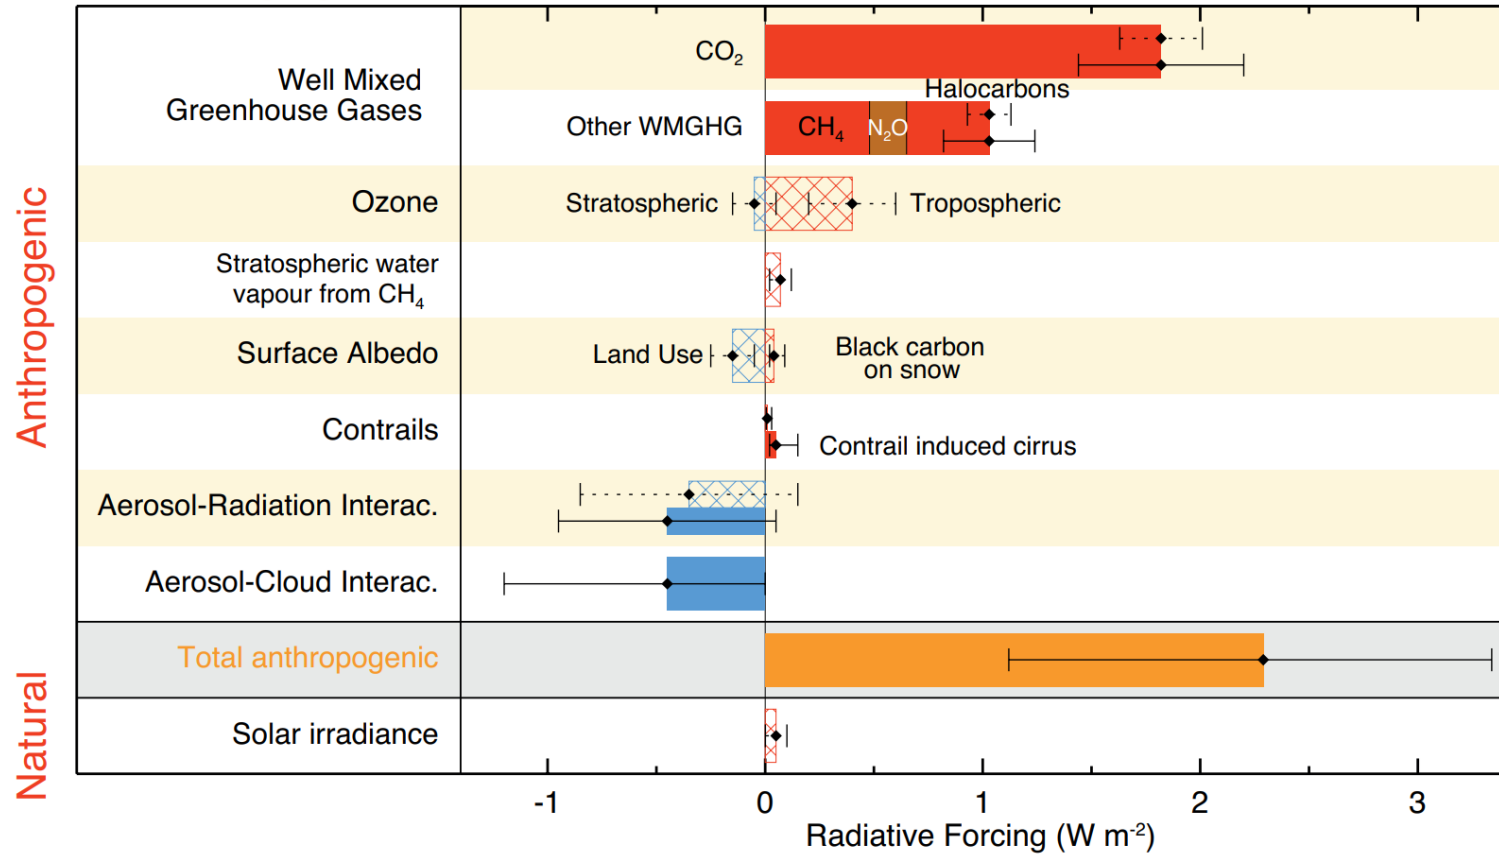 Anthropogenic
Natural
Well Mixed
Greenhouse Gases
CO₂
Halocarbons
Other WMGHG
CH₄
N₂O
Ozone
Stratospheric
Tropospheric
Stratospheric water
vapour from CH₄
Surface Albedo
Land Use
Black carbon
on snow
Contrails
Contrail induced cirrus
Aerosol-Radiation Interac.
Aerosol-Cloud Interac.
Total anthropogenic
Solar irradiance
-1 0 1 2 3
Radiative Forcing (W m⁻²)